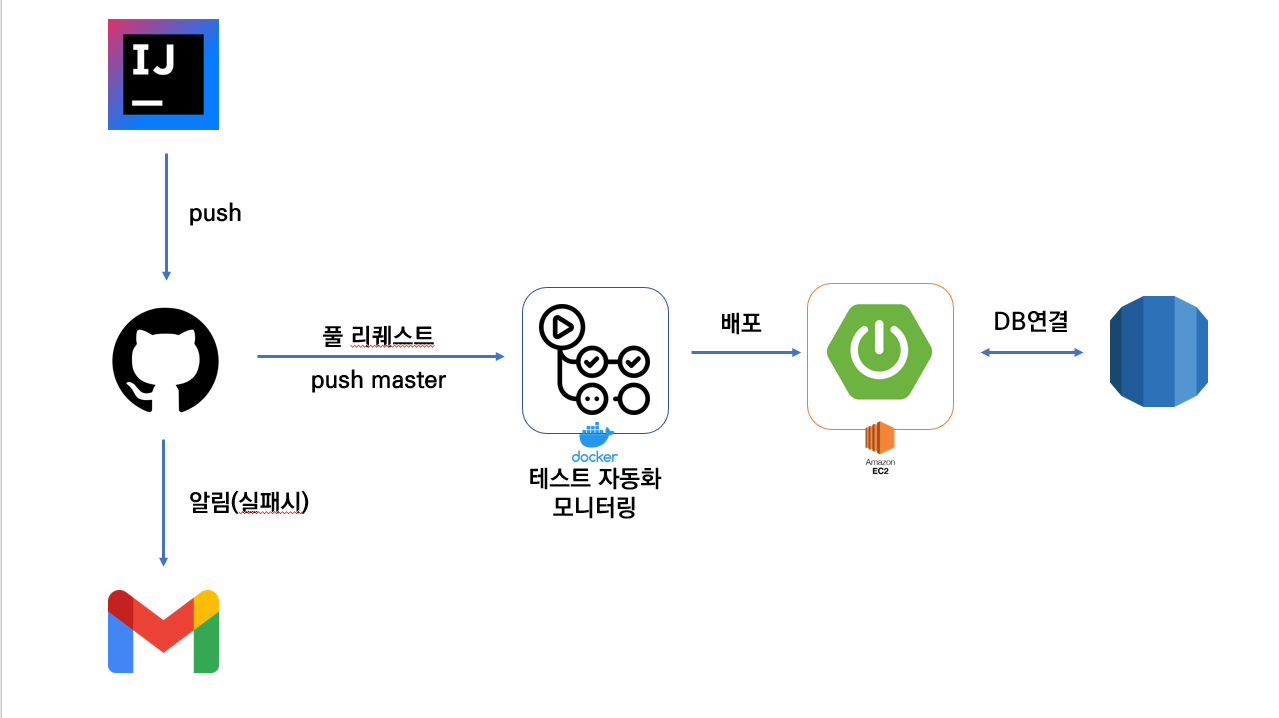 IJ
push
풀 리퀘스트
push master
배포
DB연결
docker
테스트 자동화
모니터링
Amazon
EC2
알림(실패시)